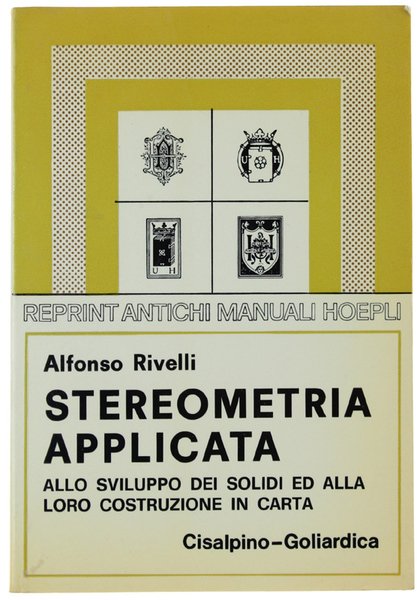 U H
U H
REPRINT ANTICHI MANUALI HOEPLI
Alfonso Rivelli
STEREOMETRIA
APPLICATA
ALLO SVILUPPO DEI SOLIDI ED ALLA
LORO COSTRUZIONE IN CARTA
Cisalpino-Goliardica